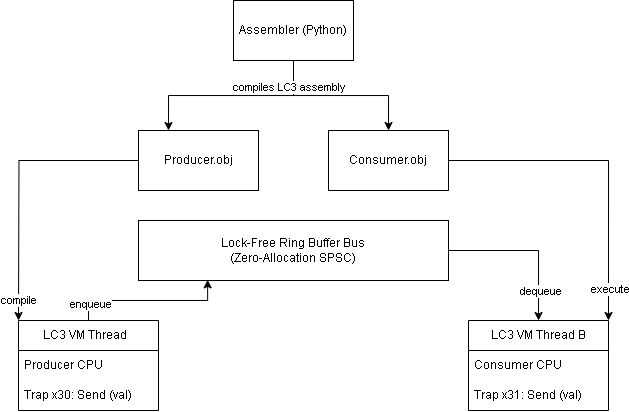 Assembler (Python)
compiles LC3 assembly
Producer.obj
Consumer.obj
Lock-Free Ring Buffer Bus
(Zero-Allocation SPSC)
compile
enqueue
dequeue
execute
LC3 VM Thread
Producer CPU
Trap x30: Send (val)
LC3 VM Thread B
Consumer CPU
Trap x31: Send (val)